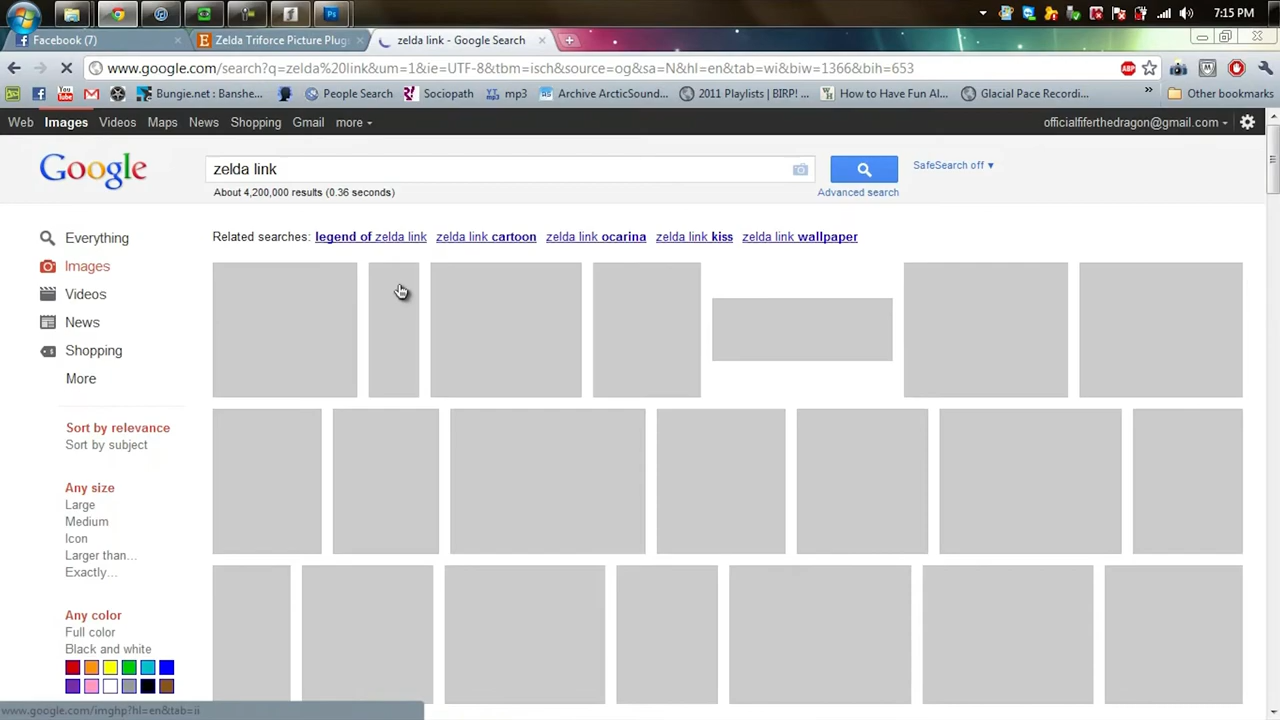 7:15 PM
Facebook (7)
Zelda Triforce Picture Plugs
zelda link - Google Search
www.google.com/search?q=zelda%20link&um=1&ie=UTF-8&tbm=isch&source=og&sa=N&hl=en&tab=wi&biw=1366&bih=653
Bungie.net : Banshe...
People Search
Sociopath
mp3
Archive ArcticSound...
2011 Playlists | BIRP! ...
How to Have Fun Al...
Glacial Pace Recordi...
Other bookmarks
Web Images Videos Maps News Shopping Gmail more
officialfiferthedragon@gmail.com
Google
zelda link
SafeSearch off
About 4,200,000 results (0.36 seconds)
Advanced search
Related searches: legend of zelda link zelda link cartoon zelda link ocarina zelda link kiss zelda link wallpaper
Everything
Images
Videos
News
Shopping
More
Sort by relevance
Sort by subject
Any size
Large
Medium
Icon
Larger than...
Exactly...
Any color
Full color
Black and white
www.google.com/imghp?hl=en&tab=ii